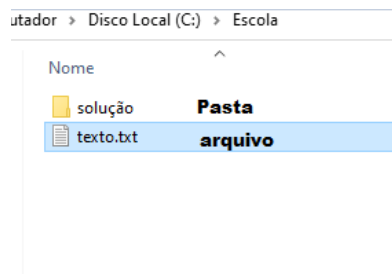 utador > Disco Local (C:) > Escola
Nome
solução Pasta
texto.txt arquivo